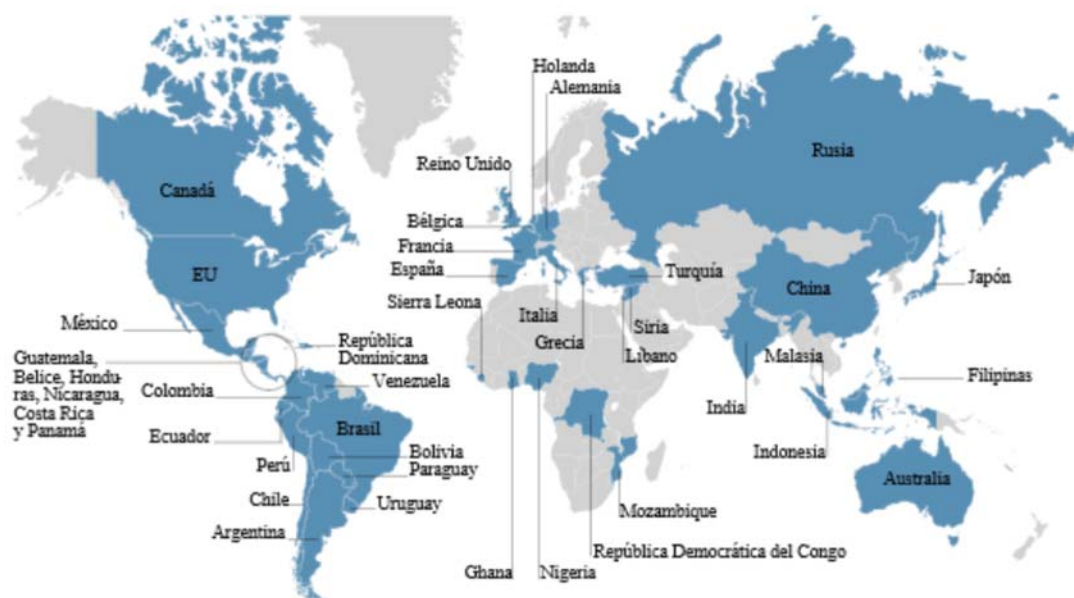 Holanda
Alemania
Rusia
Reino Unido
Canadá
Bélgica
Francia
España
Turquía
EU
China
Japón
Sierra Leona
Italia
Siria
México
Grecia
Líbano
República
Dominicana
Malasia
Guatemala,
Belice, Hondu-
ras, Nicaragua,
Costa Rica
y Panamá
Venezuela
Filipinas
Colombia
India
Brasil
Ecuador
Bolivia
Indonesia
Perú
Paraguay
Australia
Chile
Uruguay
Mozambique
Argentina
República Democrática del Congo
Ghana
Nigeria